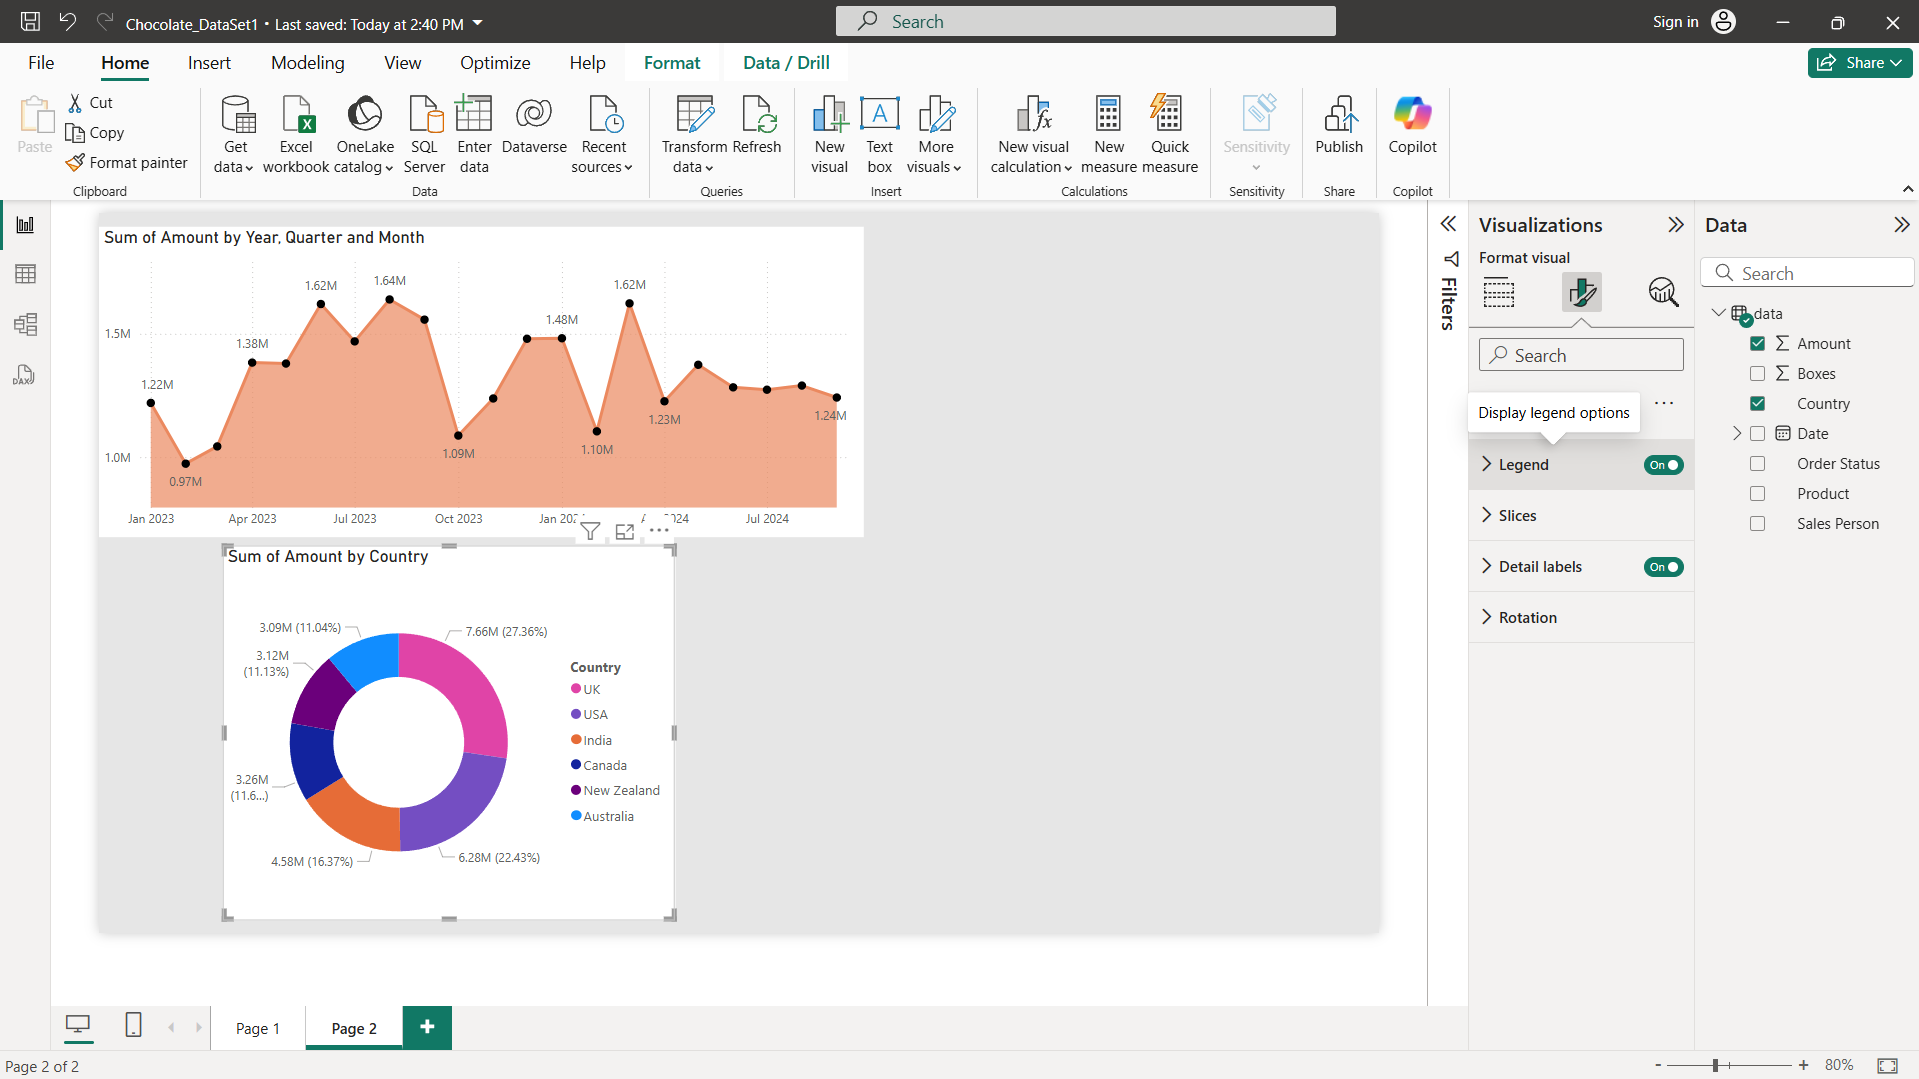 Chocolate_DataSet1 • Last saved: Today at 2:40 PM
Search
Sign in
File
Home
Insert
Modeling
View
Optimize
Help
Format
Data / Drill
Share
Paste
Cut
Copy
Format painter
Clipboard
Get data
Excel workbook
OneLake catalog
SQL Server
Enter data
Dataverse
Recent sources
Data
Transform data
Refresh
Queries
New visual
Text box
More visuals
Insert
New visual calculation
New measure
Quick measure
Calculations
Sensitivity
Sensitivity
Publish
Share
Copilot
Copilot
Sum of Amount by Year, Quarter and Month
1.5M
1.0M
1.22M
0.97M
1.38M
1.62M
1.64M
1.09M
1.48M
1.10M
1.62M
1.23M
1.24M
Jan 2023
Apr 2023
Jul 2023
Oct 2023
Jul 2024
Sum of Amount by Country
3.09M (11.04%)
7.66M (27.36%)
3.12M
(11.13%)
3.26M
(11.6...)
4.58M (16.37%)
6.28M (22.43%)
Country
UK
USA
India
Canada
New Zealand
Australia
Filters
Visualizations
Format visual
Search
Display legend options
Legend
On
Slices
Detail labels
On
Rotation
Data
Search
data
Amount
Boxes
Country
Date
Order Status
Product
Sales Person
Page 1
Page 2
Page 2 of 2
- + 80%